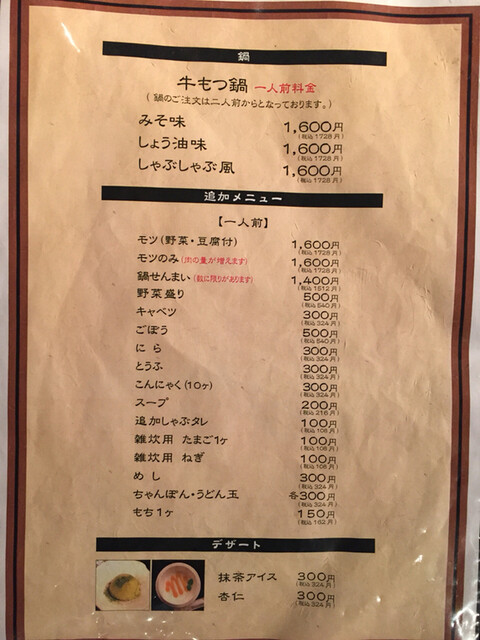 鍋
牛もつ鍋 一人前料金
(鍋のご注文は二人前からとなっております。)
みそ味 1,600円
(税込1728円)
しょう油味 1,600円
(税込1728円)
しゃぶしゃぶ風 1,600円
(税込1728円)
追加メニュー
【一人前】
モツ(野菜・豆腐付) 1,600円
(税込1728円)
モツのみ(肉の量が増えます) 1,600円
(税込1728円)
鍋せんまい(数に限りがあります) 1,400円
(税込1512円)
野菜盛り 500円
(税込540円)
キャベツ 300円
(税込324円)
ごぼう 500円
(税込540円)
にら 300円
(税込324円)
とうふ 300円
(税込324円)
こんにゃく(10ヶ) 300円
(税込324円)
スープ 200円
(税込216円)
追加しゃぶタレ 100円
(税込108円)
雑炊用 たまご1ヶ 100円
(税込108円)
雑炊用 ねぎ 100円
(税込108円)
めし 300円
(税込324円)
ちゃんぽん・うどん玉 各300円
(税込324円)
もち1ヶ 150円
(税込162円)
デザート
抹茶アイス 300円
(税込324円)
杏仁 300円
(税込324円)